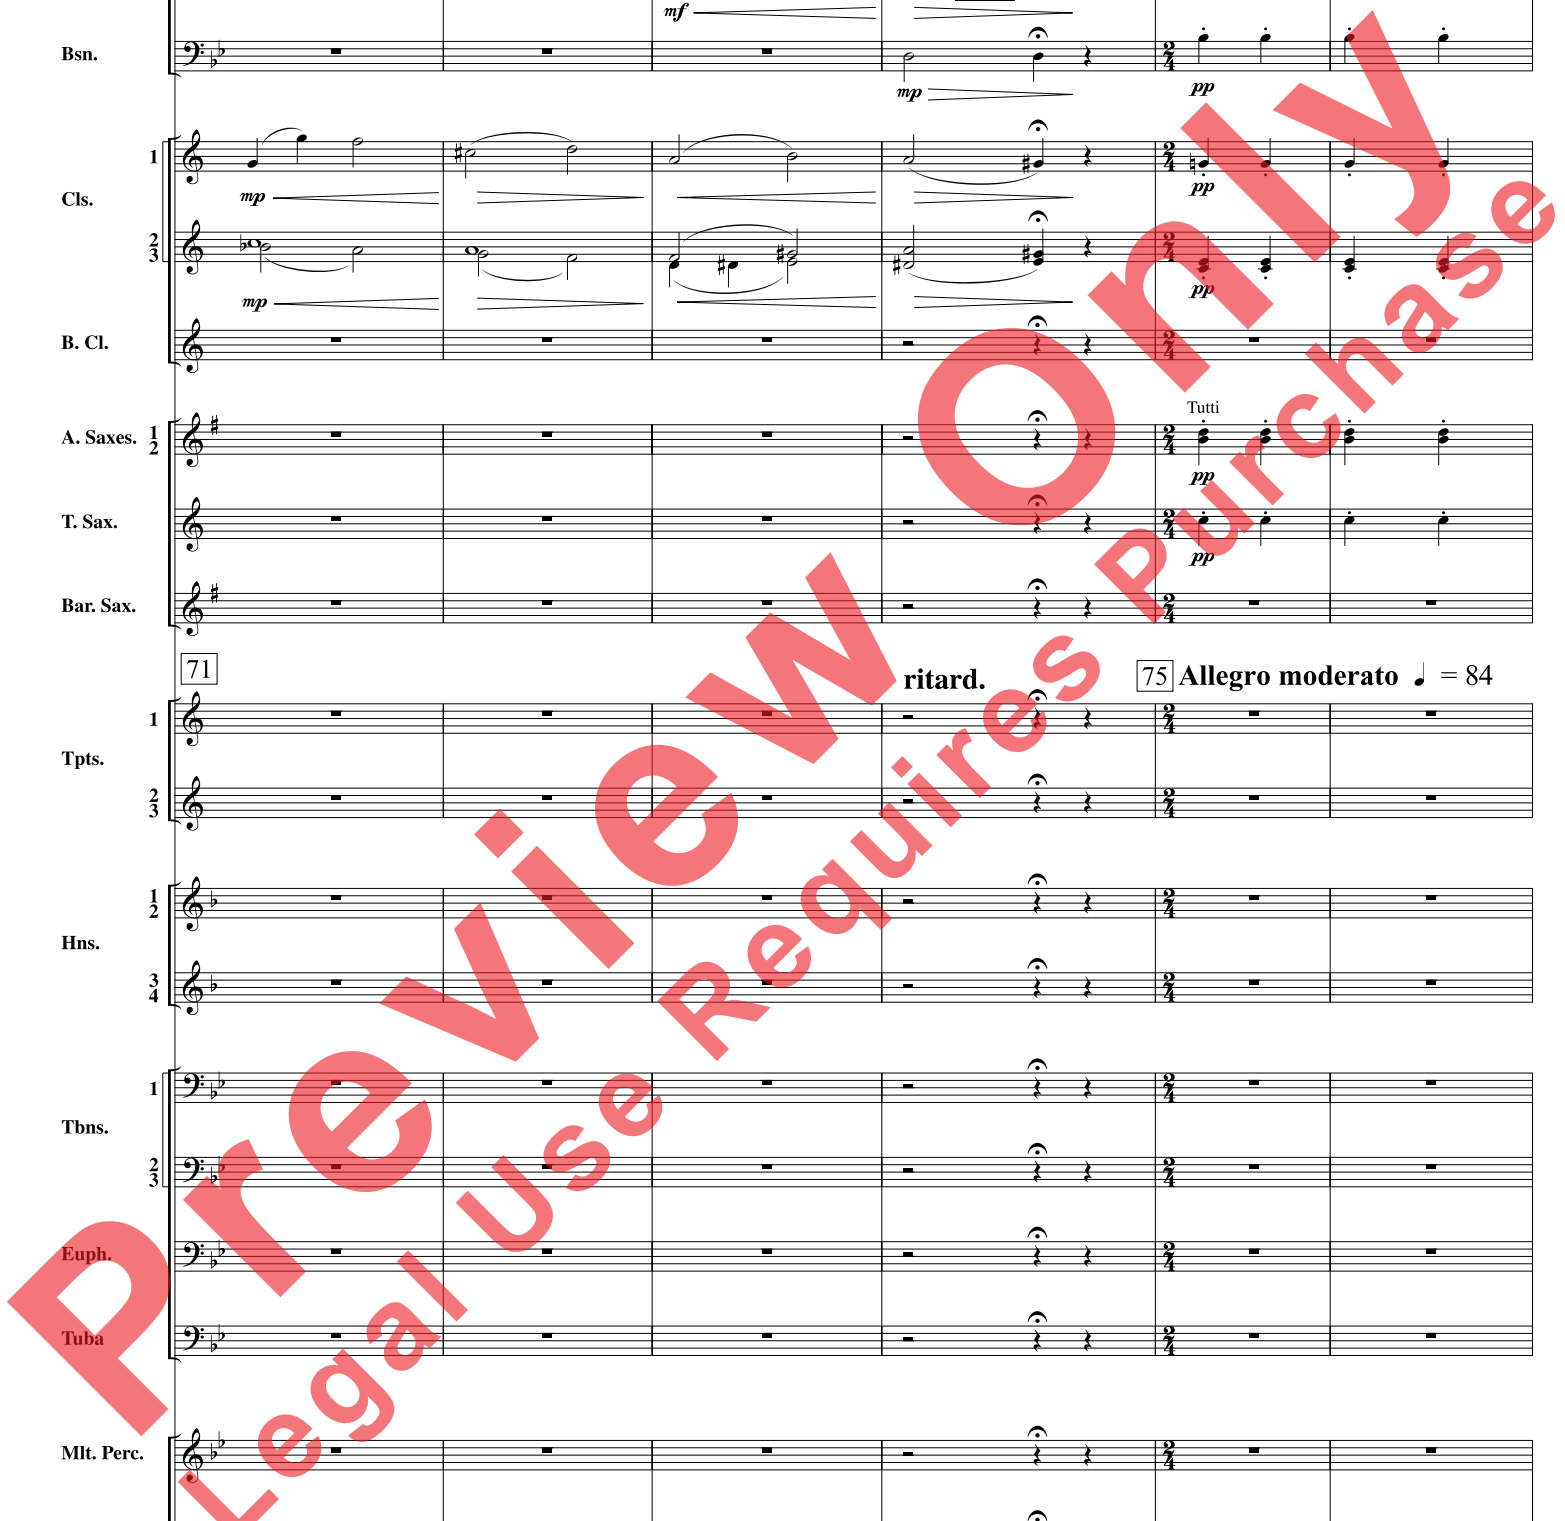 mf
Bsn.
mp
pp
1
Cls.
mp
pp
2
3
mp
pp
B. Cl.
Tutti
A. Saxes. 1
2
pp
T. Sax.
pp
Bar. Sax.
71
ritard.
75 Allegro moderato ♩ = 84
1
Tpts.
2
3
1
2
Hns.
3
4
1
Tbns.
2
3
Euph.
Tuba
Mlt. Perc.
Preview Only
Legal Use Requires Purchase